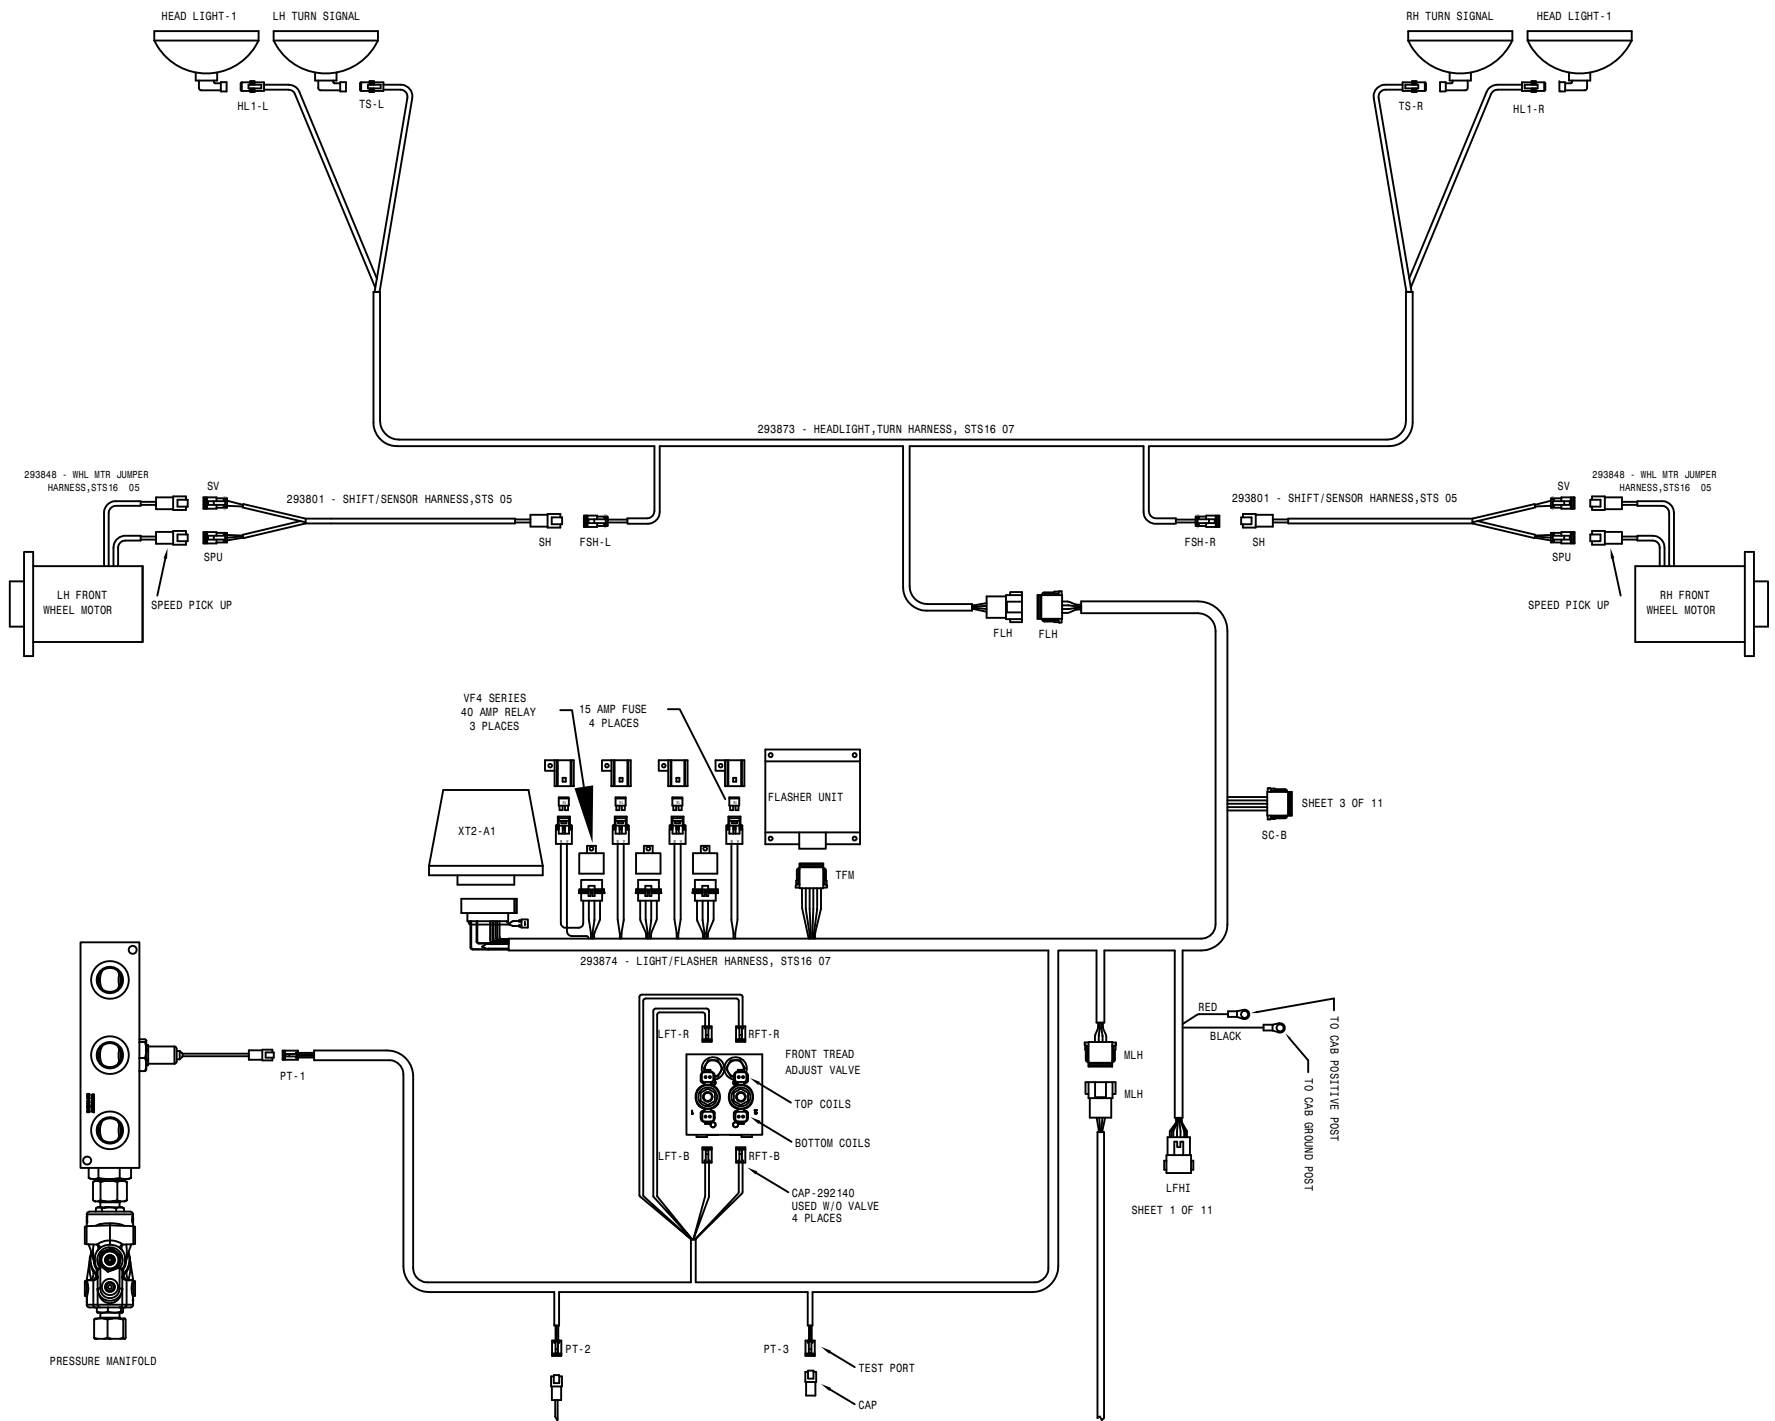 HEAD LIGHT-1
LH TURN SIGNAL
RH TURN SIGNAL
HEAD LIGHT-1
HL1-L
TS-L
TS-R
HL1-R
293873 - HEADLIGHT,TURN HARNESS, STS16 07
293848 - WHL MTR JUMPER
HARNESS,STS16 05
SV
293801 - SHIFT/SENSOR HARNESS,STS 05
SH
FSH-L
SPU
LH FRONT
WHEEL MOTOR
SPEED PICK UP
293801 - SHIFT/SENSOR HARNESS,STS 05
SV
293848 - WHL MTR JUMPER
HARNESS,STS16 05
FSH-R
SH
SPU
SPEED PICK UP
RH FRONT
WHEEL MOTOR
FLH
FLH
VF4 SERIES
40 AMP RELAY
3 PLACES
15 AMP FUSE
4 PLACES
FLASHER UNIT
XT2-A1
TFM
SHEET 3 OF 11
SC-B
293874 - LIGHT/FLASHER HARNESS, STS16 07
PT-1
LFT-R
RFT-R
FRONT TREAD
ADJUST VALVE
TOP COILS
1
2
BOTTOM COILS
LFT-B
RFT-B
CAP-292140
USED W/O VALVE
4 PLACES
MLH
MLH
RED
BLACK
TO CAB POSITIVE POST
TO CAB GROUND POST
LFHI
SHEET 1 OF 11
PRESSURE MANIFOLD
PT-2
PT-3
TEST PORT
CAP